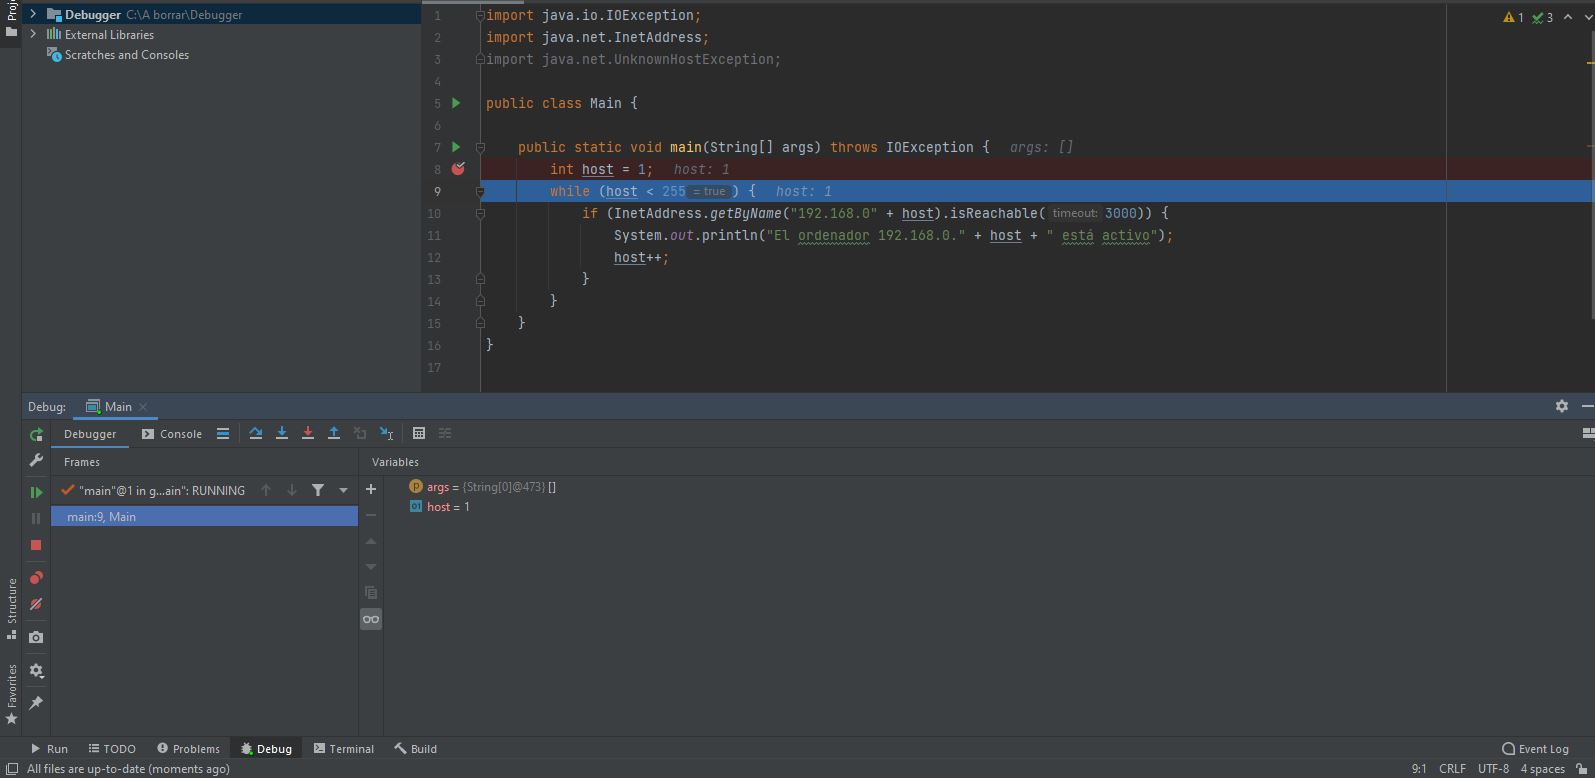 Project
Debugger C:\A borrar\Debugger
External Libraries
Scratches and Consoles
1 import java.io.IOException;
2 import java.net.InetAddress;
3 import java.net.UnknownHostException;
4
5 public class Main {
6
7 public static void main(String[] args) throws IOException { args: []
8 int host = 1; host: 1
9 while (host < 255 = true ) { host: 1
10 if (InetAddress.getByName("192.168.0" + host).isReachable( timeout: 3000)) {
11 System.out.println("El ordenador 192.168.0." + host + " está activo");
12 host++;
13 }
14 }
15 }
16 }
17
1 3
Debug: Main
Debugger Console
Frames Variables
"main"@1 in g...ain": RUNNING
main:9, Main
args = {String[0]@473} []
host = 1
Structure
Favorites
Run TODO Problems Debug Terminal Build Event Log
All files are up-to-date (moments ago) 9:1 CRLF UTF-8 4 spaces